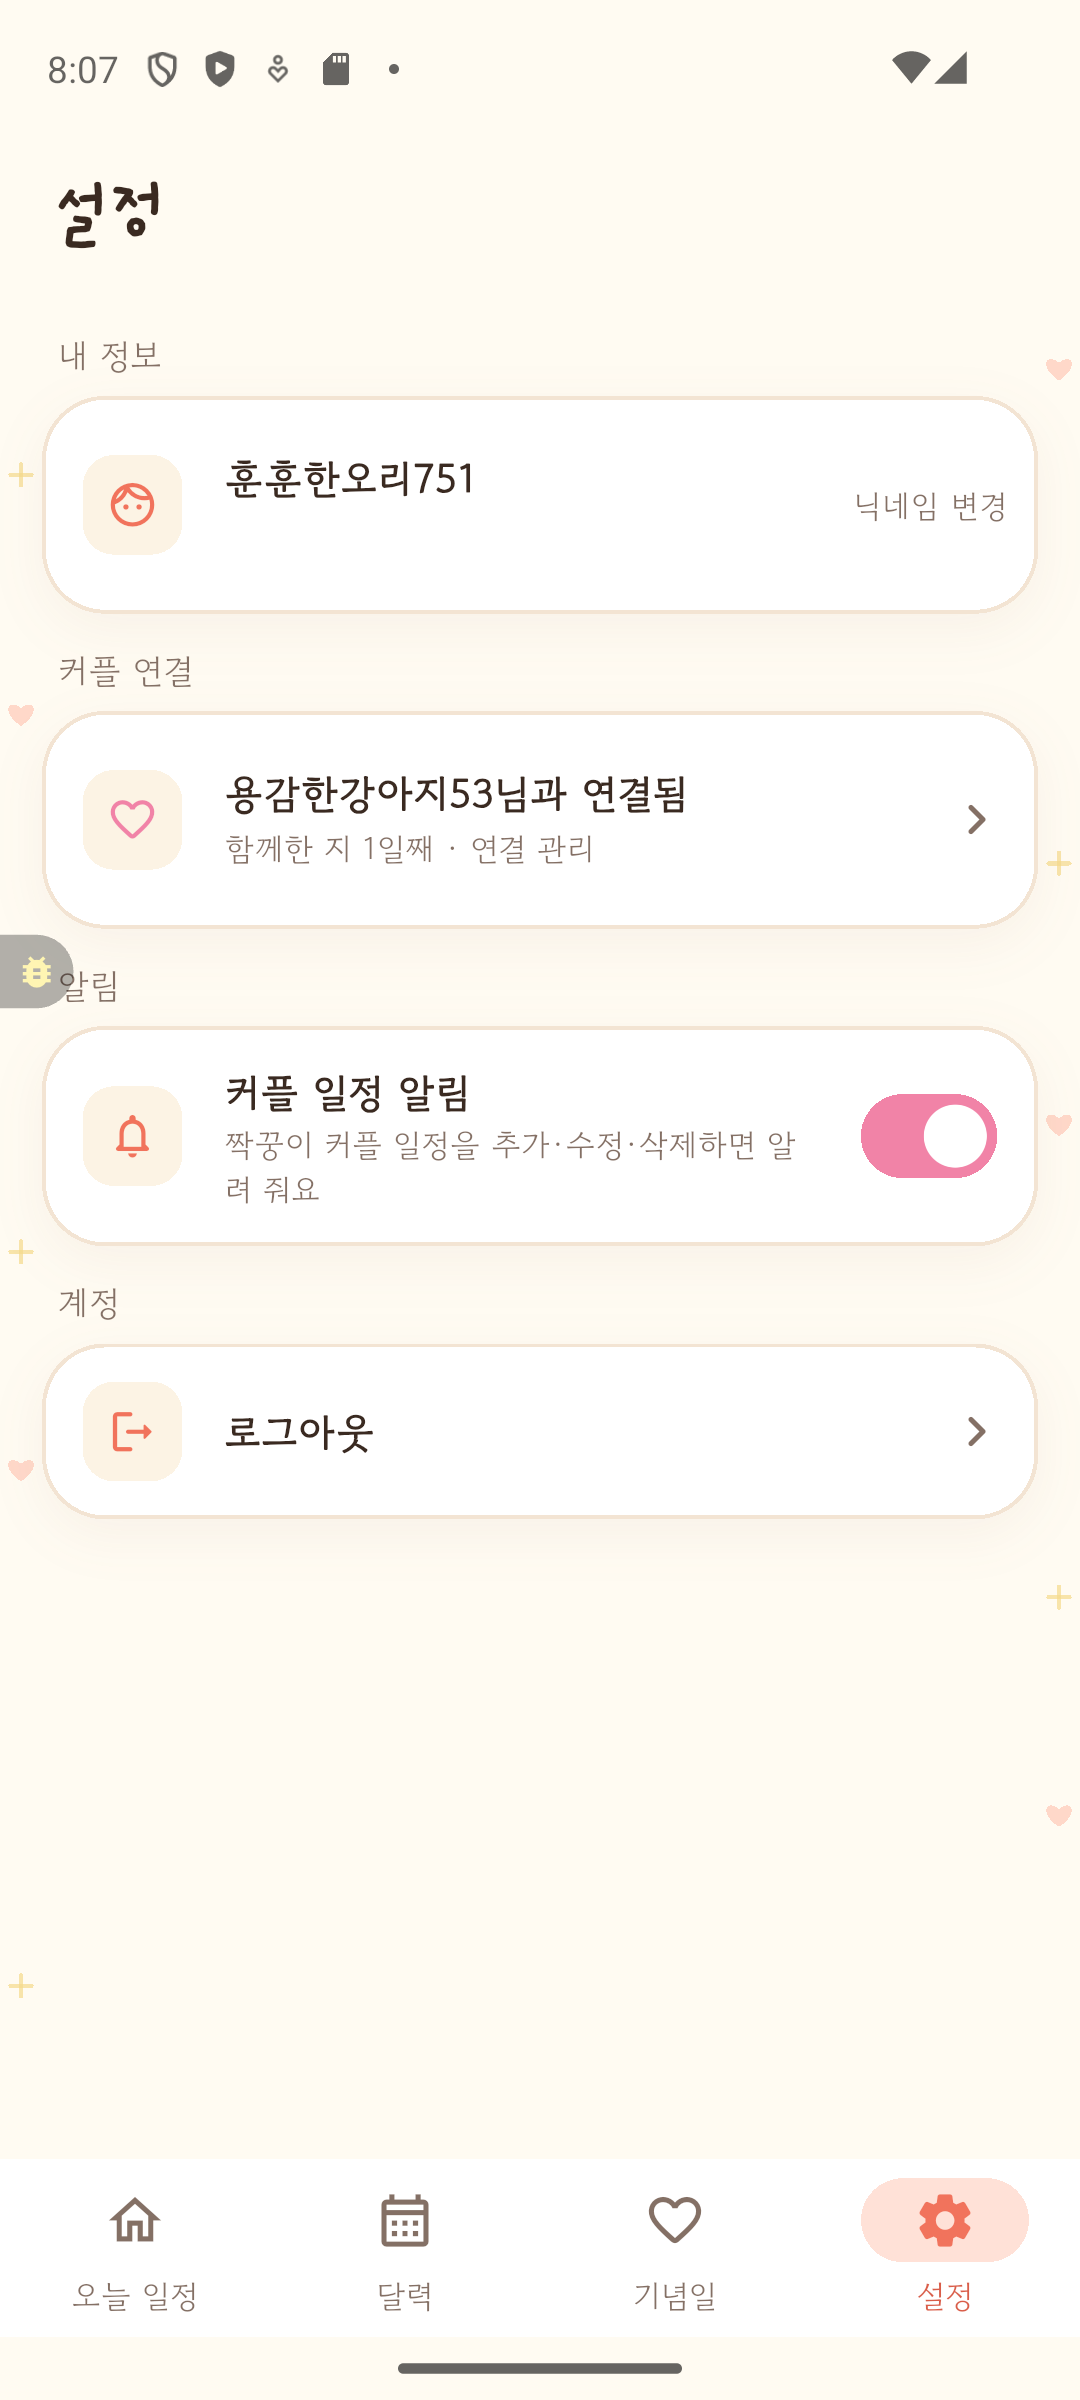 8:07
설정
내 정보
훈훈한오리751
닉네임 변경
커플 연결
용감한강아지53님과 연결됨
함께한 지 1일째 · 연결 관리
알림
커플 일정 알림
짝꿍이 커플 일정을 추가·수정·삭제하면 알
려 줘요
계정
로그아웃
오늘 일정
달력
기념일
설정